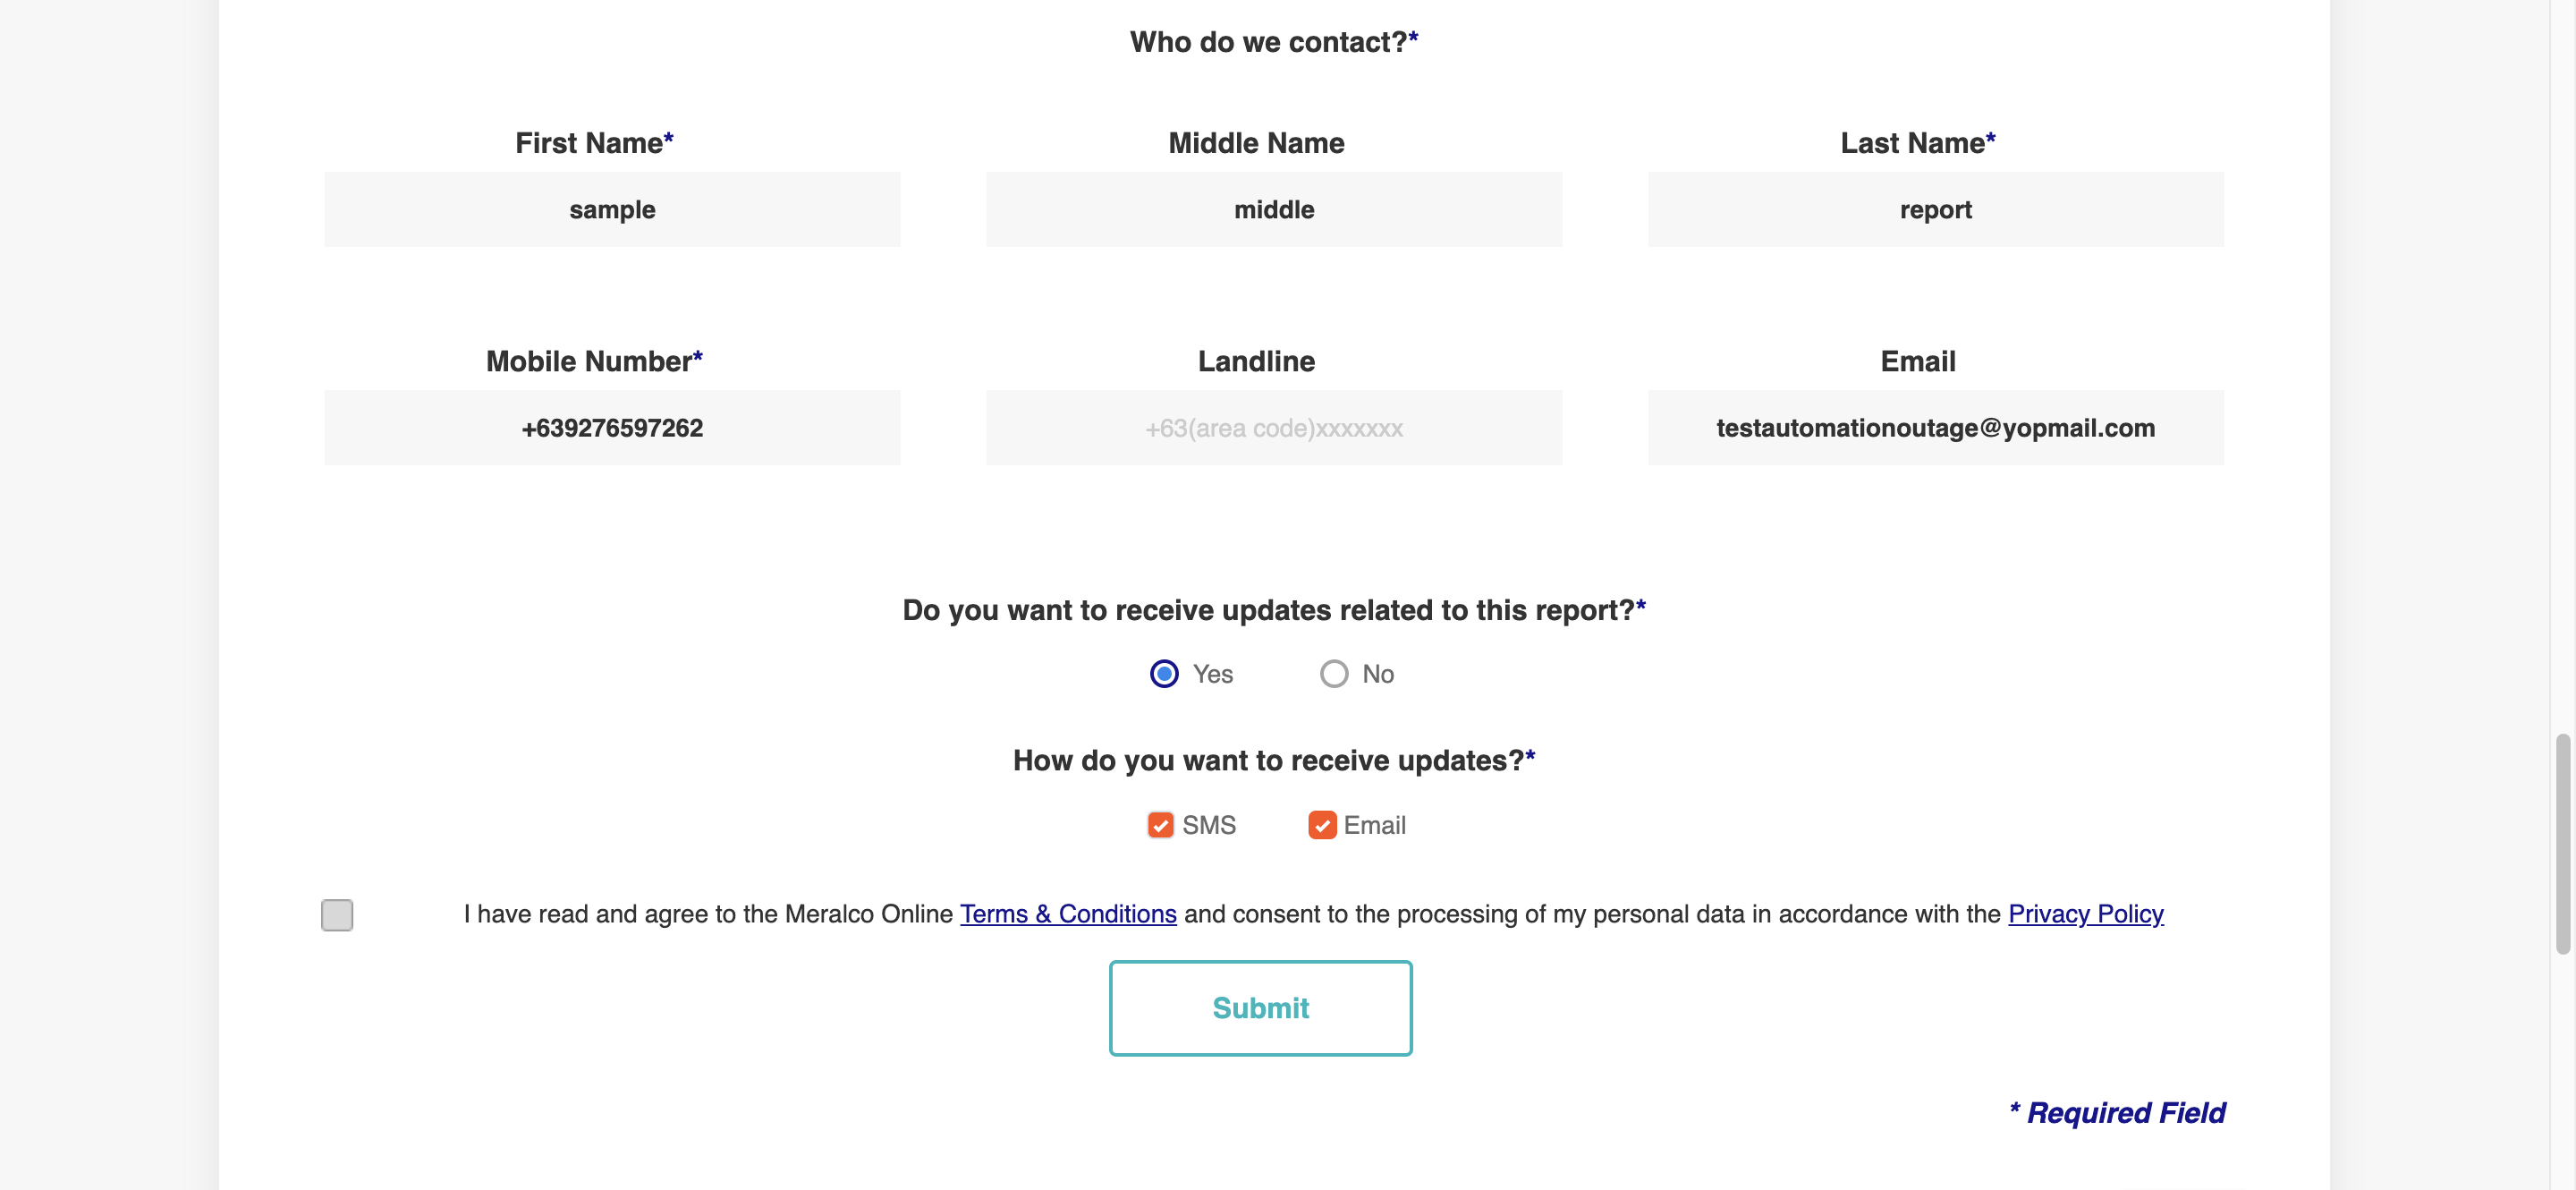 Who do we contact?*
First Name*
Middle Name
Last Name*
sample
middle
report
Mobile Number*
Landline
Email
+639276597262
+63(area code)xxxxxxx
testautomationoutage@yopmail.com
Do you want to receive updates related to this report?*
Yes
No
How do you want to receive updates?*
SMS
Email
I have read and agree to the Meralco Online Terms & Conditions and consent to the processing of my personal data in accordance with the Privacy Policy
Submit
* Required Field